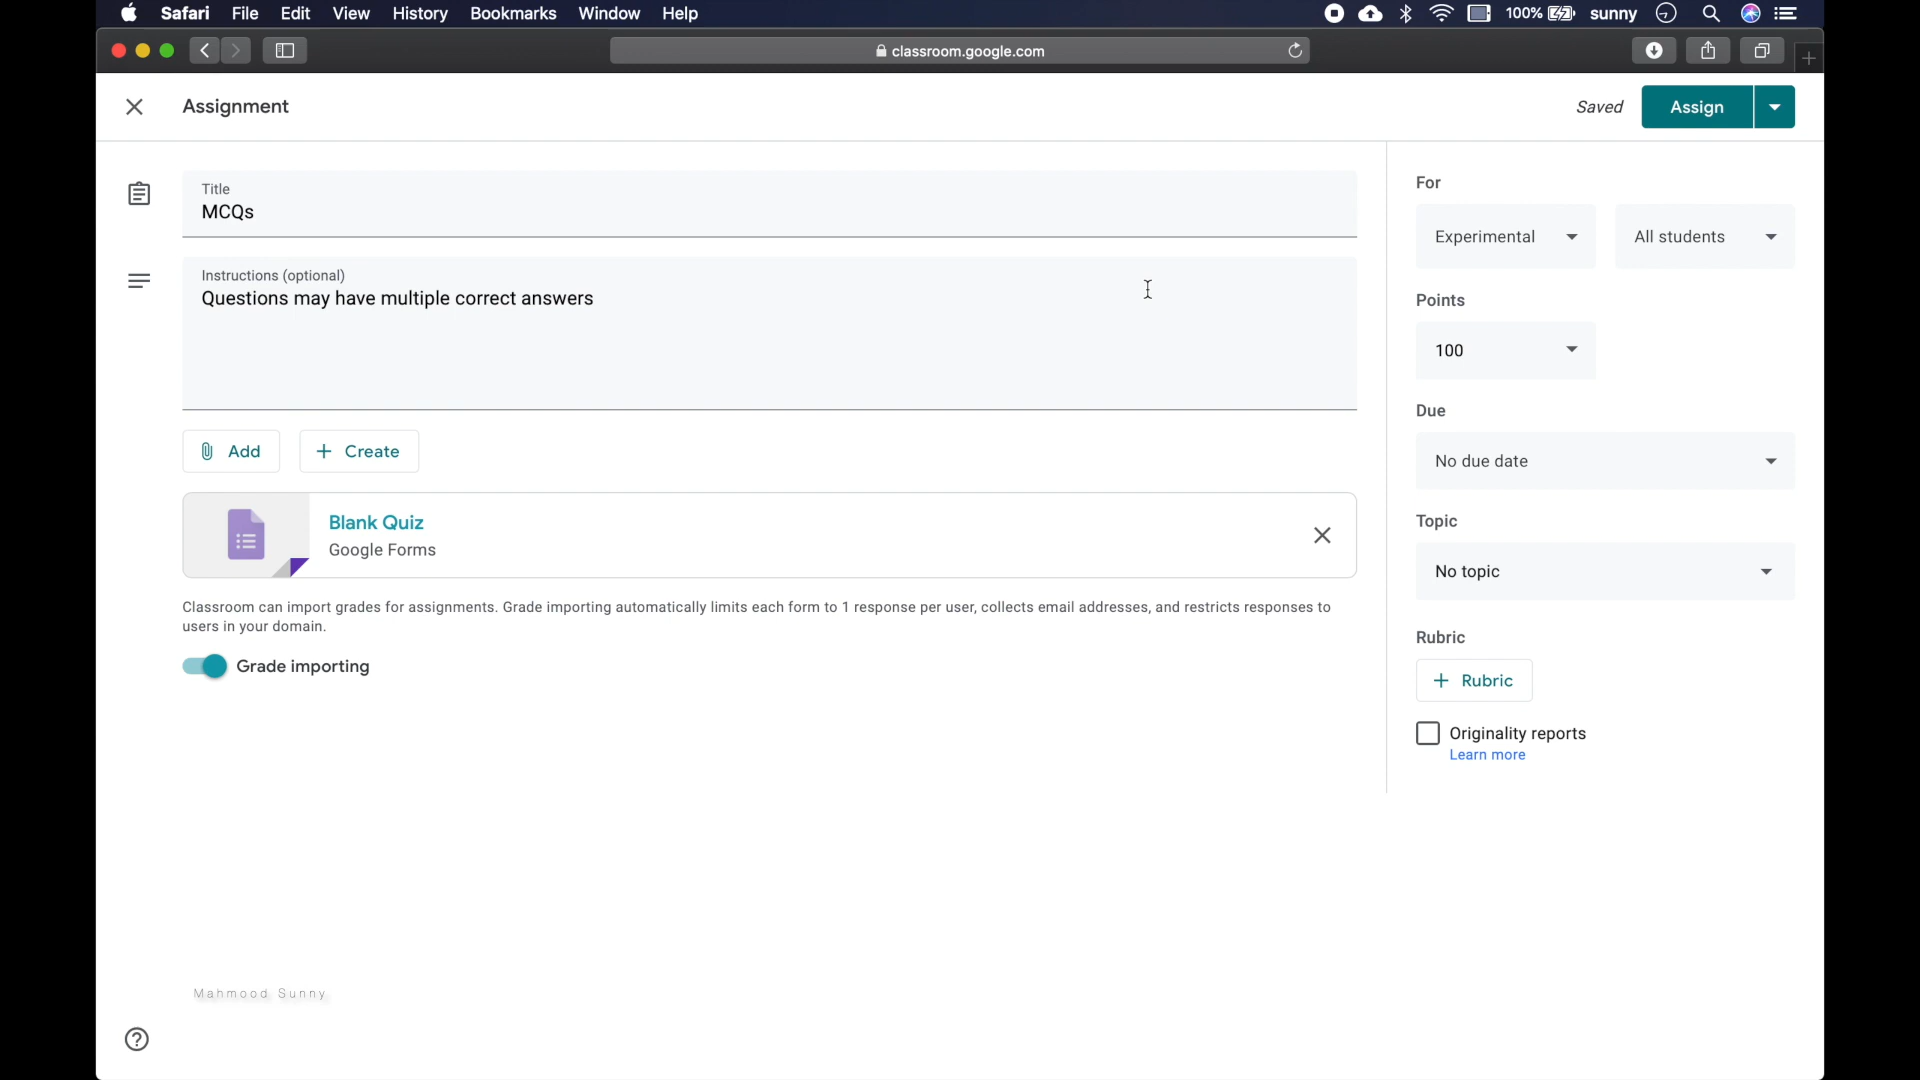 Safari File Edit View History Bookmarks Window Help 100% sunny
classroom.google.com
Assignment Saved Assign
Title
MCQs
Instructions (optional)
Questions may have multiple correct answers
Add Create
Blank Quiz
Google Forms
Classroom can import grades for assignments. Grade importing automatically limits each form to 1 response per user, collects email addresses, and restricts responses to
users in your domain.
Grade importing
For
Experimental All students
Points
100
Due
No due date
Topic
No topic
Rubric
+ Rubric
Originality reports
Learn more
Mahmood Sunny